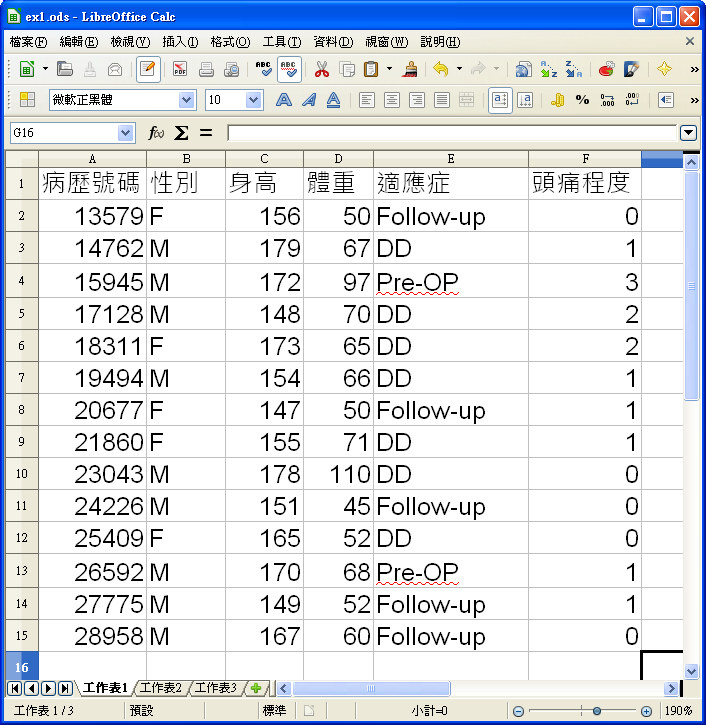 ex1.ods - LibreOffice Calc
檔案(F) 編輯(E) 檢視(V) 插入(I) 格式(O) 工具(T) 資料(D) 視窗(W) 說明(H)
PDF ABC ABC
微軟正黑體 10
G16
A B C D E F
1 病歷號碼 性別 身高 體重 適應症 頭痛程度
2 13579 F 156 50 Follow-up 0
3 14762 M 179 67 DD 1
4 15945 M 172 97 Pre-OP 3
5 17128 M 148 70 DD 2
6 18311 F 173 65 DD 2
7 19494 M 154 66 DD 1
8 20677 F 147 50 Follow-up 1
9 21860 F 155 71 DD 1
10 23043 M 178 110 DD 0
11 24226 M 151 45 Follow-up 0
12 25409 F 165 52 DD 0
13 26592 M 170 68 Pre-OP 1
14 27775 M 149 52 Follow-up 1
15 28958 M 167 60 Follow-up 0
16
工作表1 工作表2 工作表3
工作表 1 / 3 預設 標準 小計=0 190%